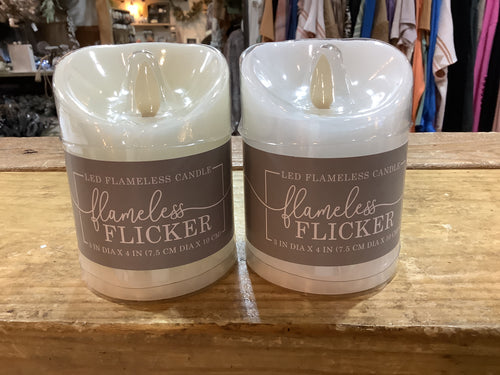 LED FLAMELESS CANDLE
flameless
FLICKER
3 IN DIA X 4 IN (7.5 CM DIA X 10 CM)
LED FLAMELESS CANDLE
flameless
FLICKER
3 IN DIA X 4 IN (7.5 CM DIA X 10 CM)